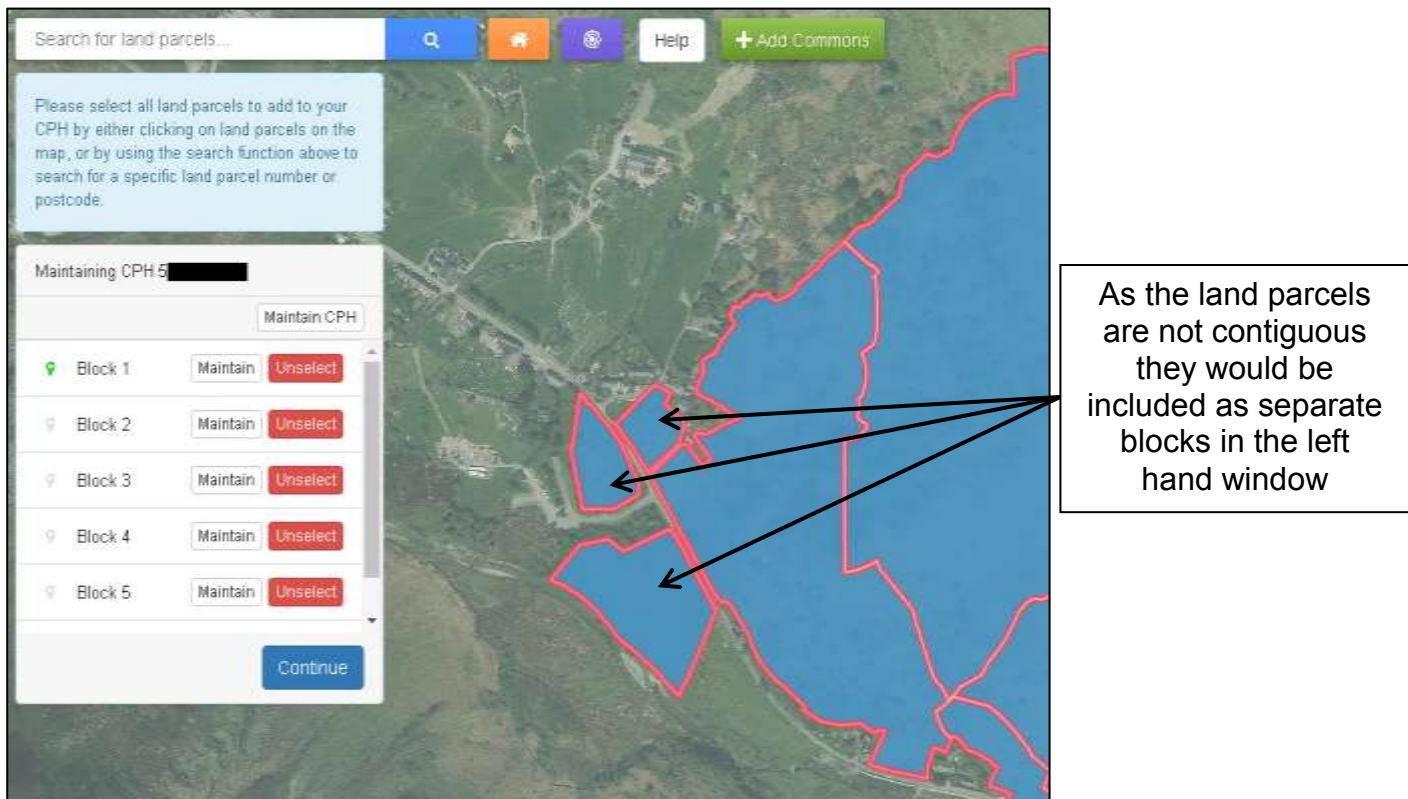 Search for land parcels...
Help
+ Add Commons
Please select all land parcels to add to your
CPH by either clicking on land parcels on the
map, or by using the search function above to
search for a specific land parcel number or
postcode.
Maintaining CPH 5
Maintain CPH
Block 1 Maintain Unselect
Block 2 Maintain Unselect
Block 3 Maintain Unselect
Block 4 Maintain Unselect
Block 5 Maintain Unselect
Continue
As the land parcels
are not contiguous
they would be
included as separate
blocks in the left
hand window